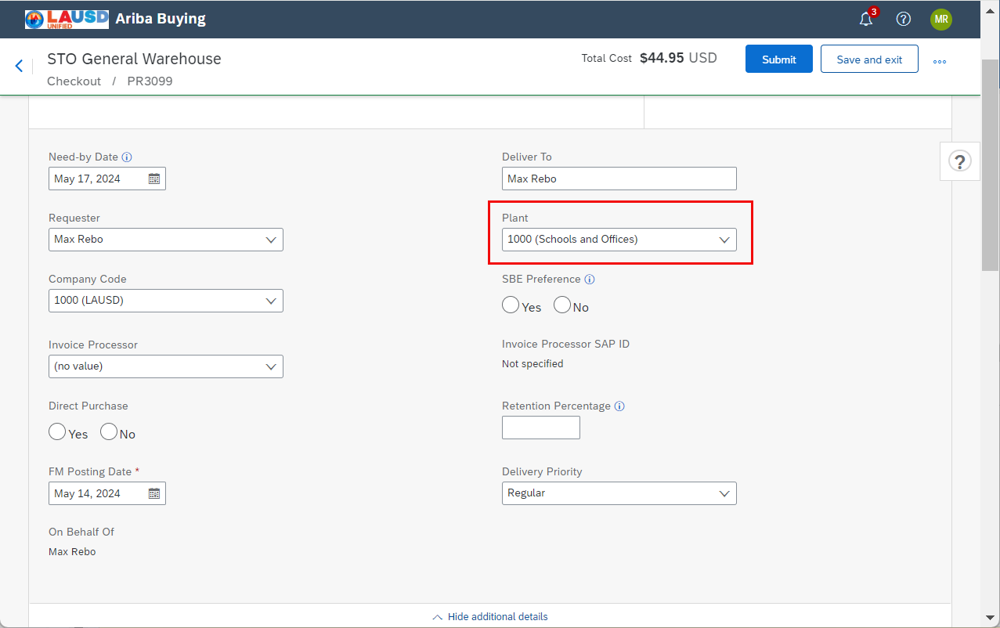 LAUSD
UNIFIED
Ariba Buying
3
MR
STO General Warehouse
Checkout / PR3099
Total Cost $44.95 USD
Submit
Save and exit
Need-by Date
May 17, 2024
Deliver To
Max Rebo
Requester
Max Rebo
Plant
1000 (Schools and Offices)
Company Code
1000 (LAUSD)
SBE Preference
Yes No
Invoice Processor
(no value)
Invoice Processor SAP ID
Not specified
Direct Purchase
Yes No
Retention Percentage
FM Posting Date *
May 14, 2024
Delivery Priority
Regular
On Behalf Of
Max Rebo
Hide additional details